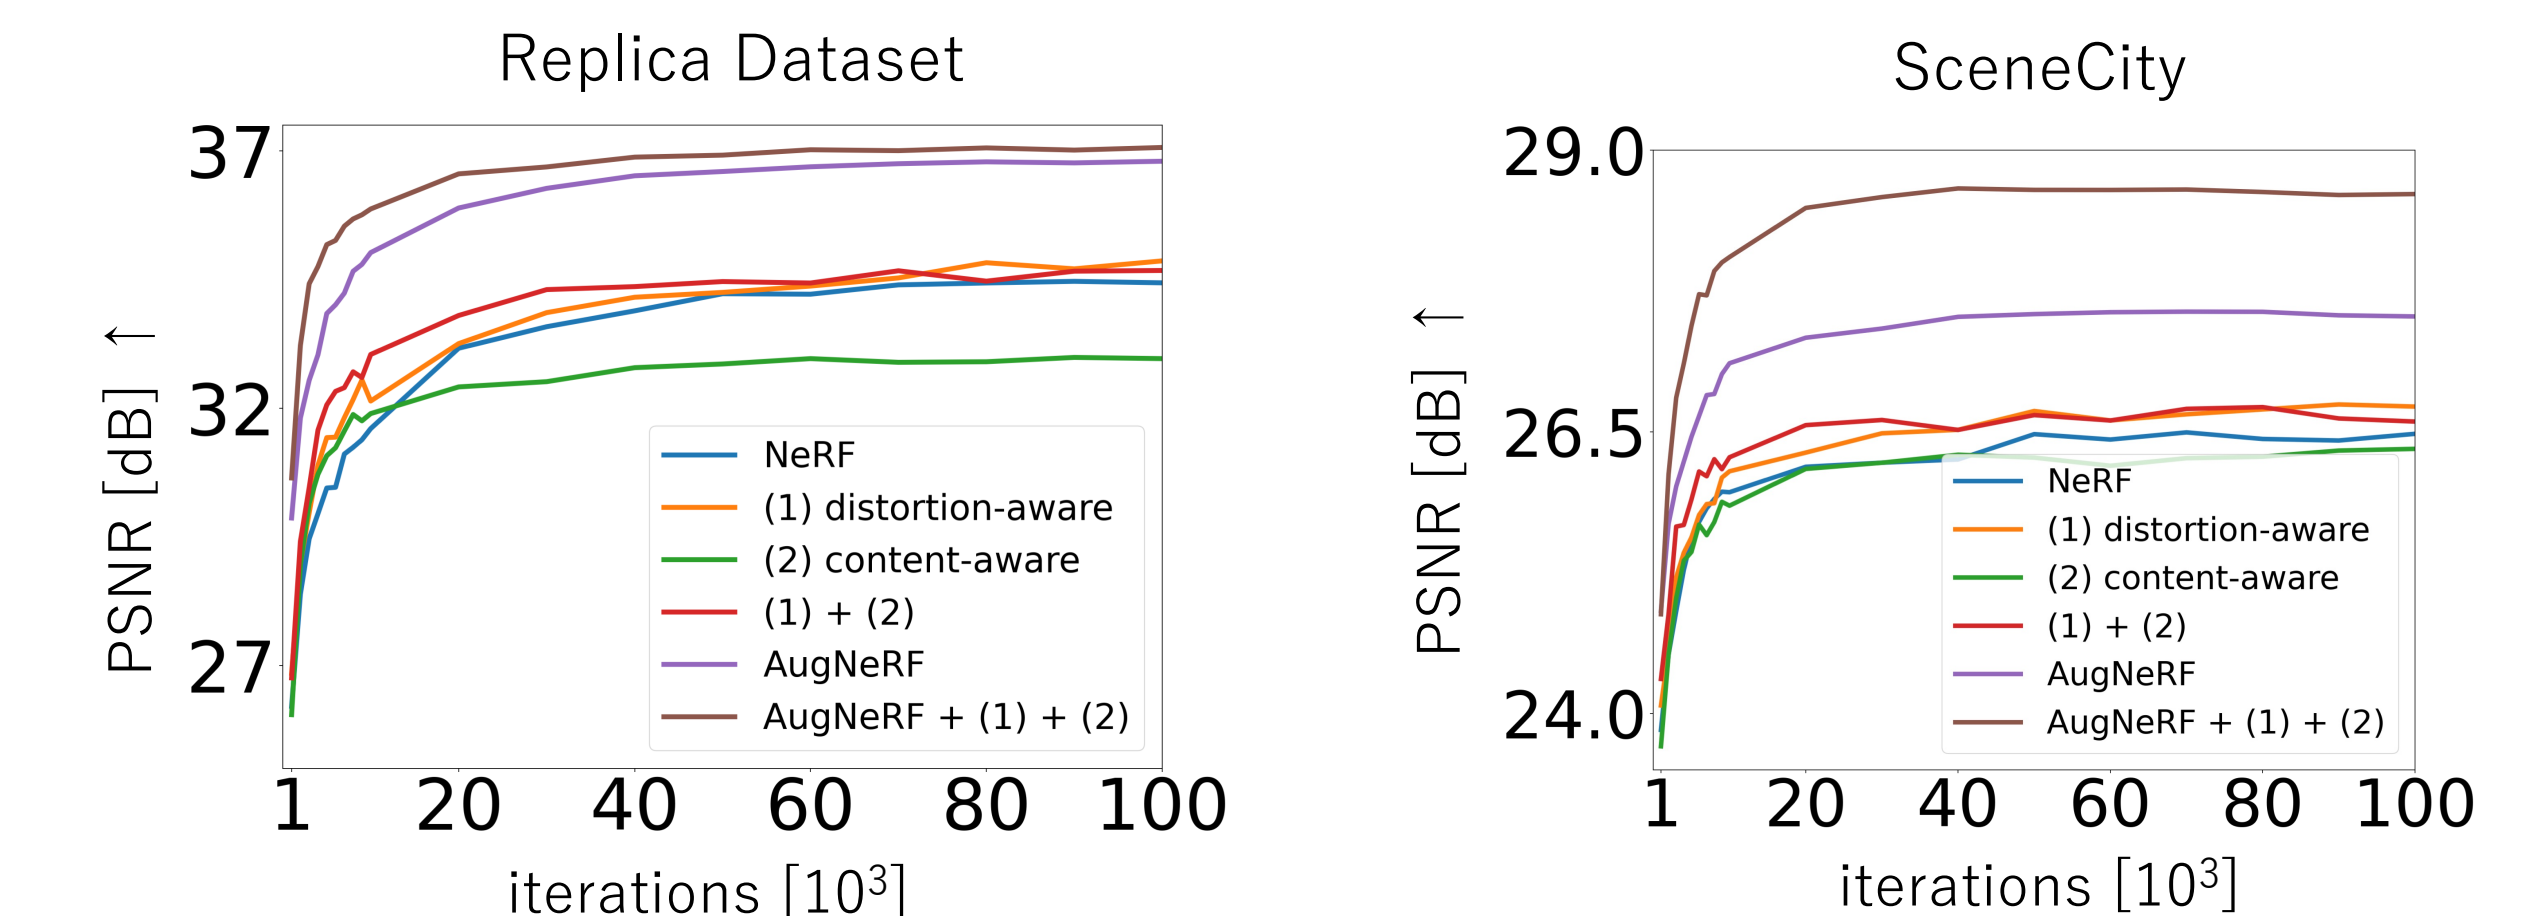 Replica Dataset
PSNR [dB] ↑
37
32
27
NeRF
(1) distortion-aware
(2) content-aware
(1) + (2)
AugNeRF
AugNeRF + (1) + (2)
1 20 40 60 80 100
iterations [10³]
SceneCity
PSNR [dB] ↑
29.0
26.5
24.0
NeRF
(1) distortion-aware
(2) content-aware
(1) + (2)
AugNeRF
AugNeRF + (1) + (2)
1 20 40 60 80 100
iterations [10³]